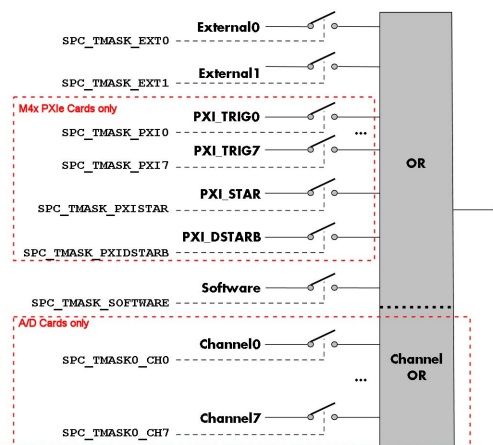 External0
SPC_TMASK_EXT0
External1
SPC_TMASK_EXT1
M4x PXIe Cards only
PXI_TRIG0
SPC_TMASK_PXI0
...
PXI_TRIG7
SPC_TMASK_PXI7
OR
PXI_STAR
SPC_TMASK_PXISTAR
PXI_DSTARB
SPC_TMASK_PXIDSTARB
Software
SPC_TMASK_SOFTWARE
A/D Cards only
Channel0
SPC_TMASK0_CH0
Channel
OR
...
Channel7
SPC_TMASK0_CH7